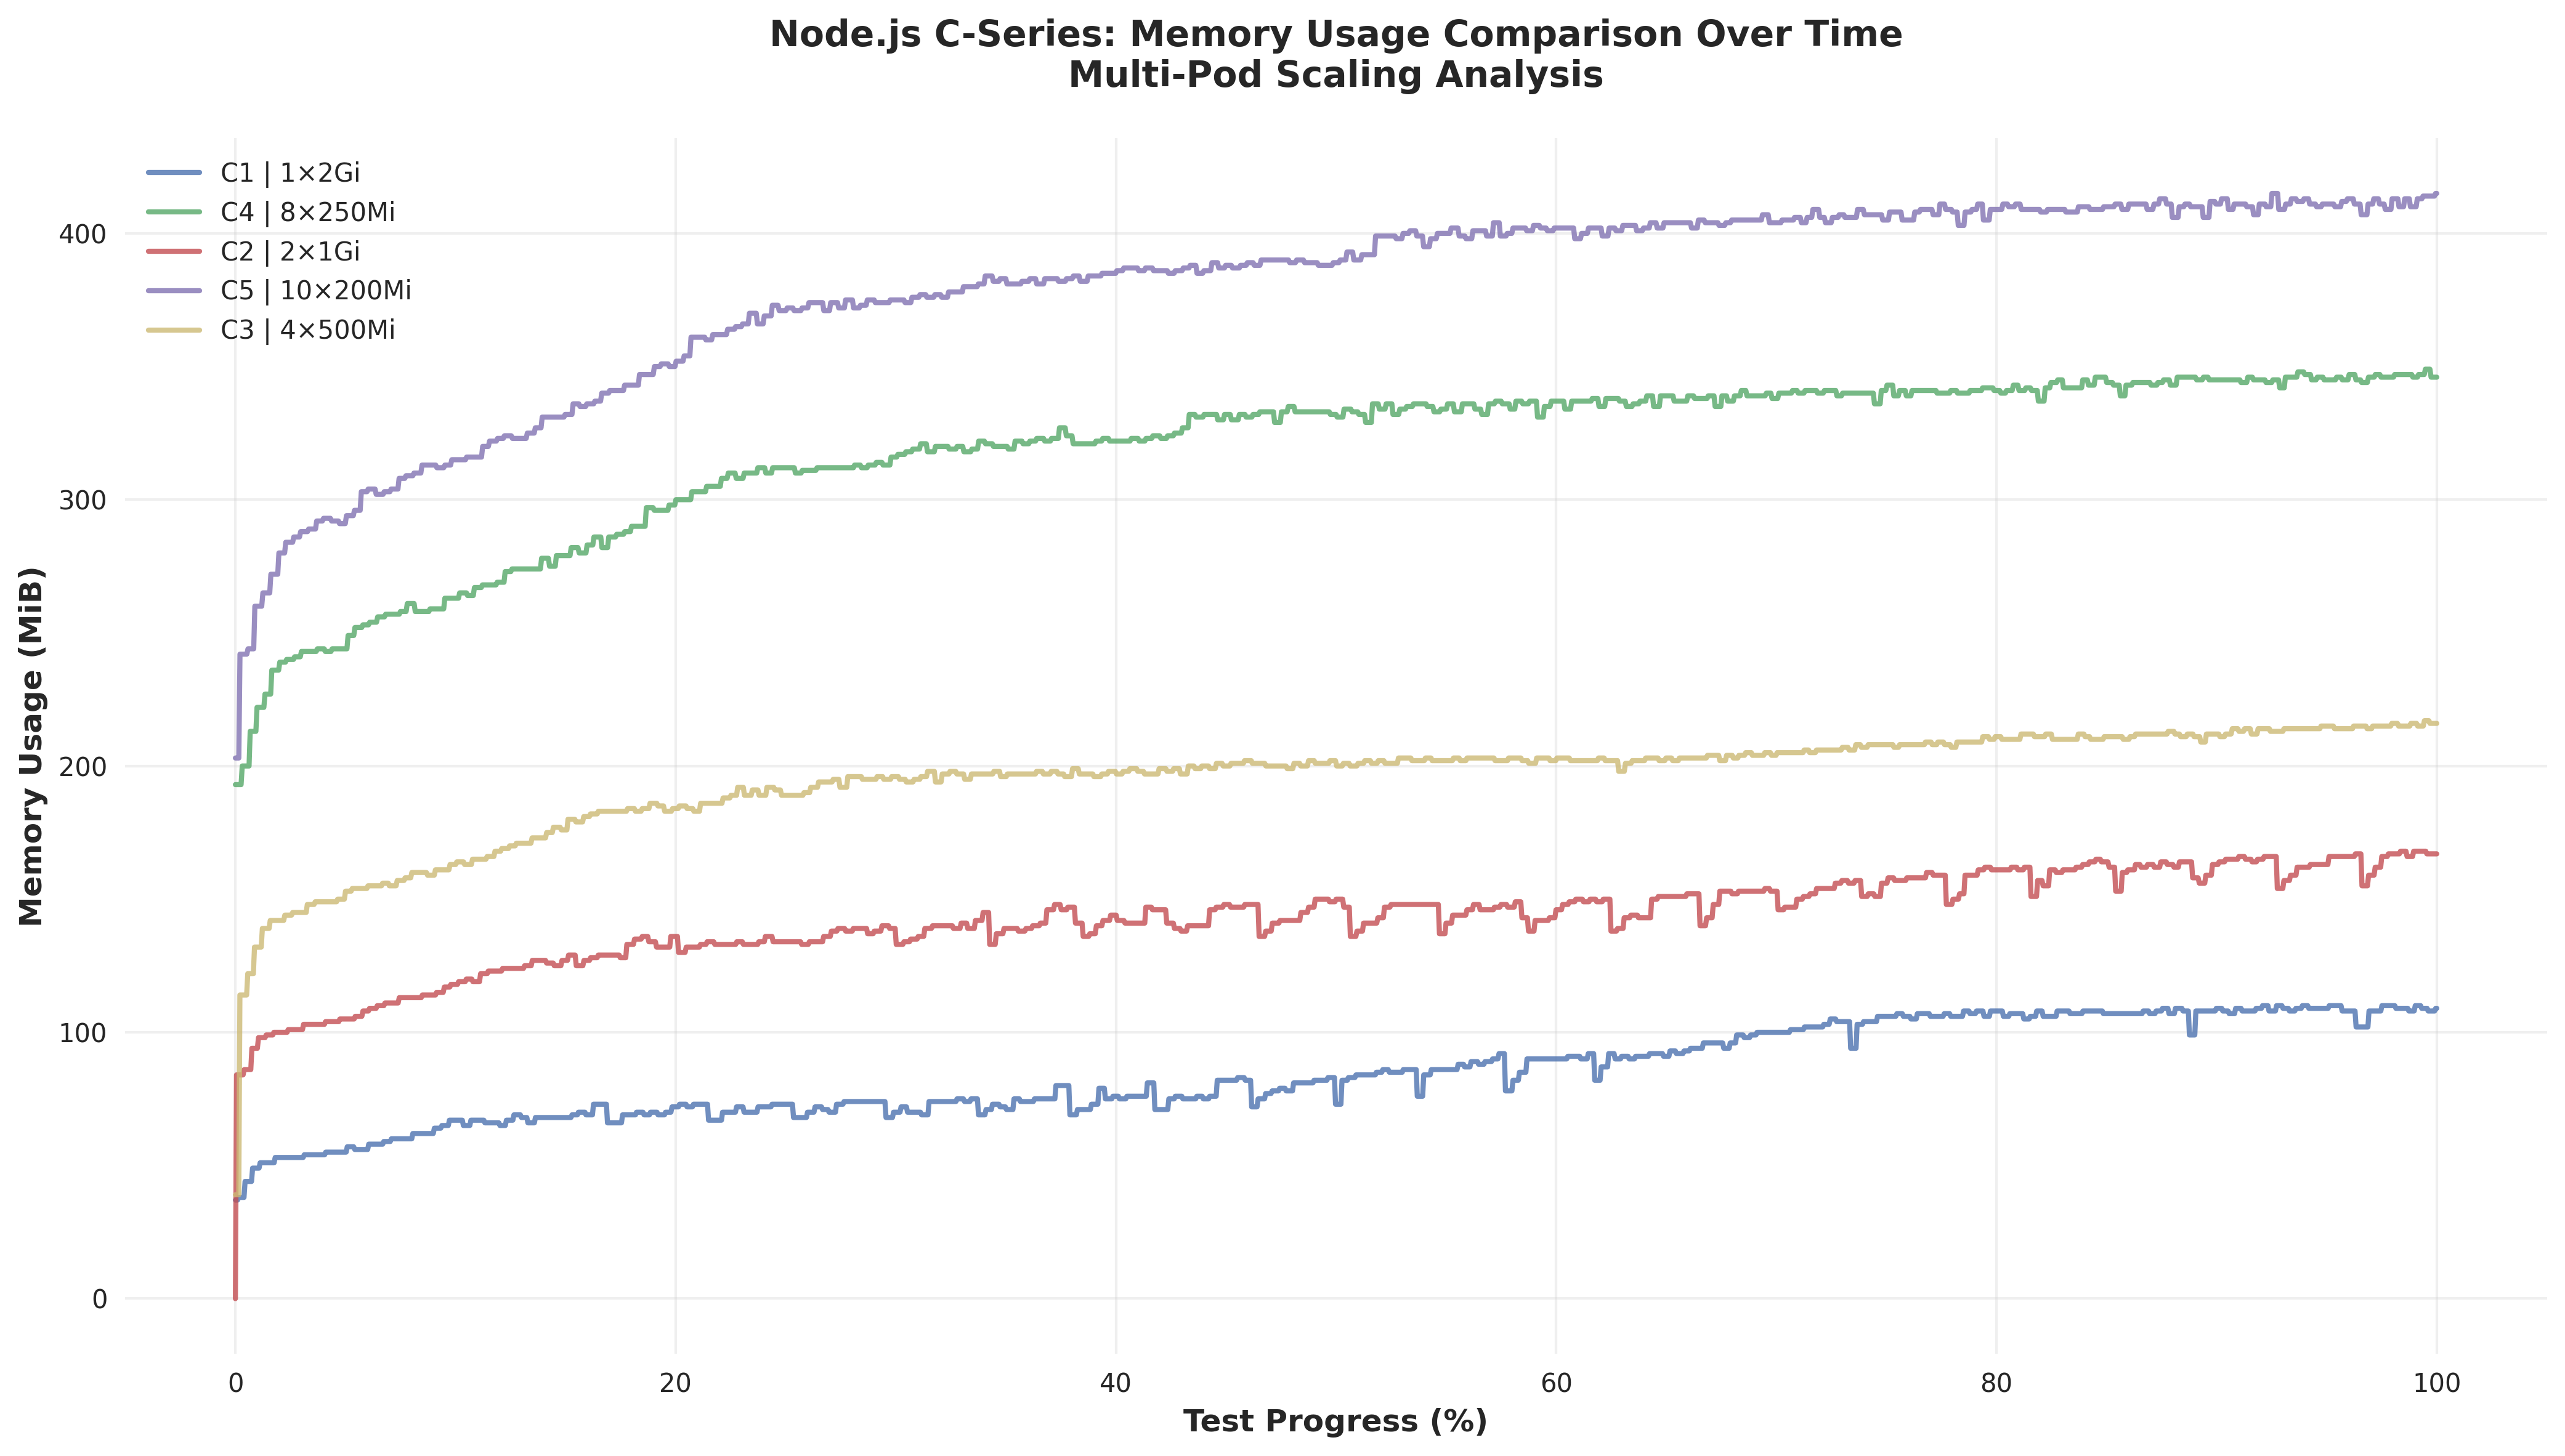 Node.js C-Series: Memory Usage Comparison Over Time
Multi-Pod Scaling Analysis
C1 | 1×2Gi
C4 | 8×250Mi
C2 | 2×1Gi
C5 | 10×200Mi
C3 | 4×500Mi
Memory Usage (MiB)
400
300
200
100
0
0
20
40
60
80
100
Test Progress (%)